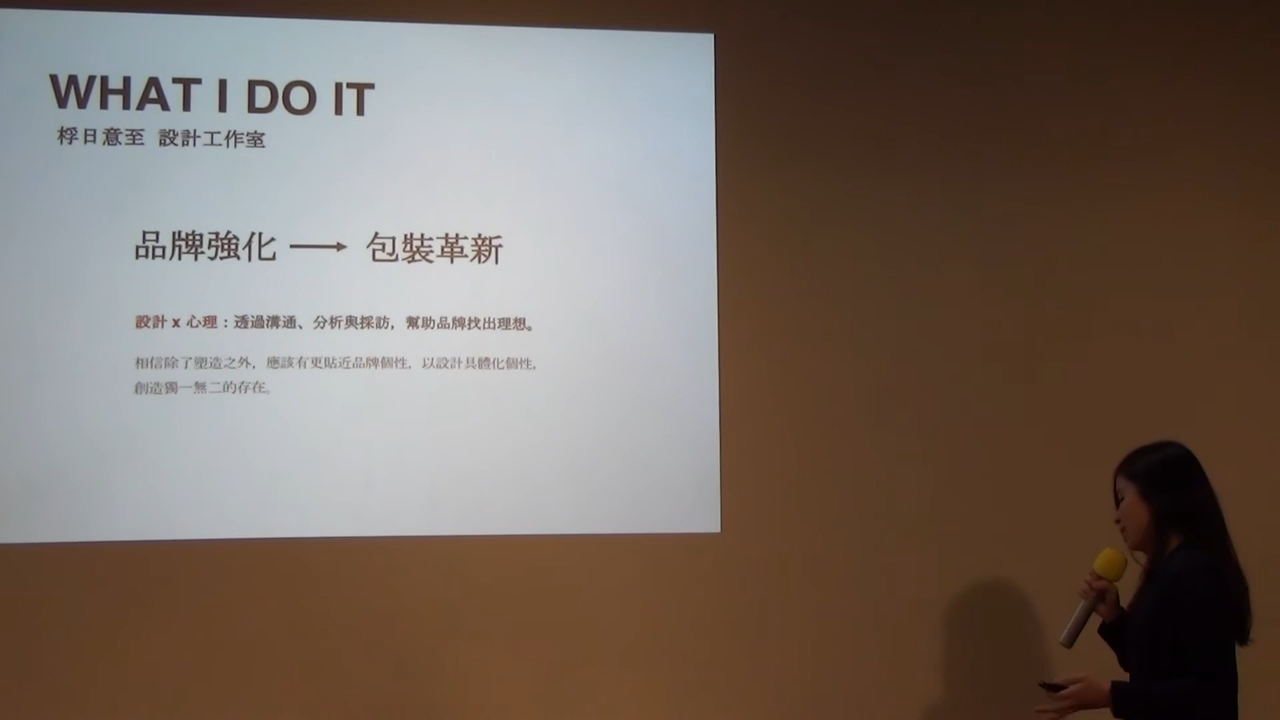 WHAT I DO IT
桴日意至 設計工作室
品牌強化 → 包裝革新
設計 x 心理：透過溝通、分析與採訪，幫助品牌找出理想。
相信除了塑造之外，應該有更貼近品牌個性，以設計具體化個性，
創造獨一無二的存在。